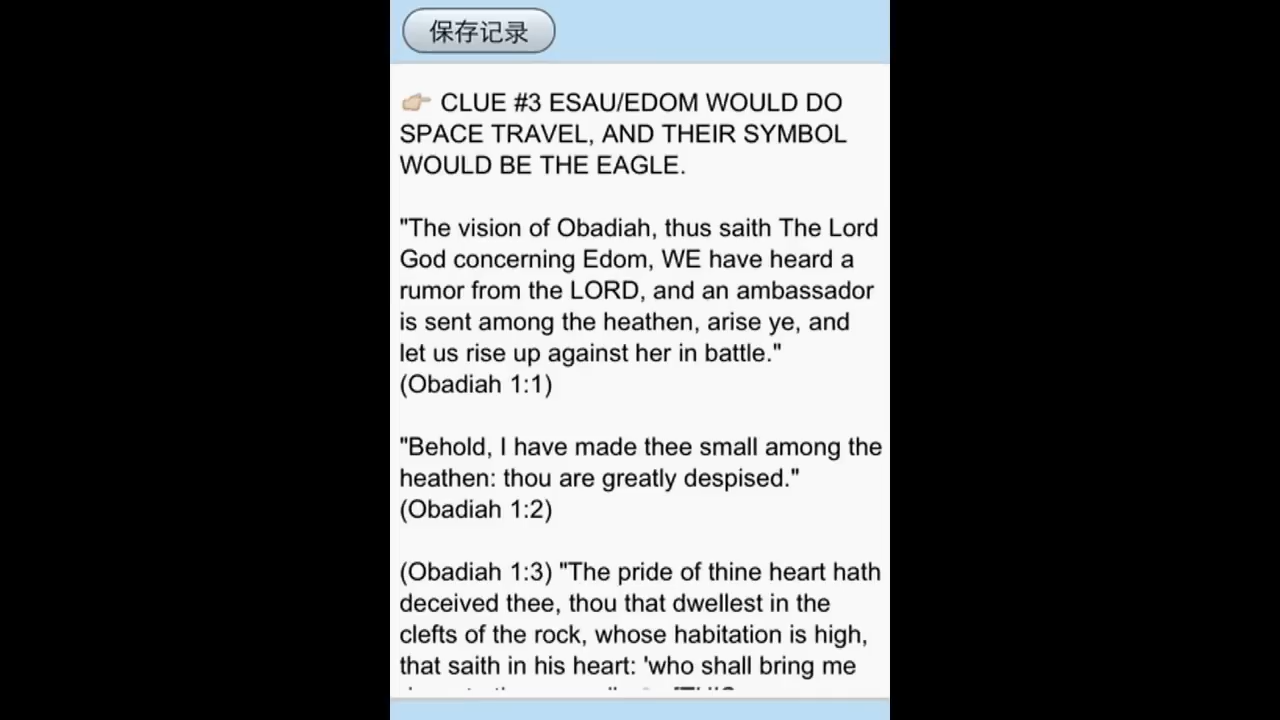 保存记录
👉🏼 CLUE #3 ESAU/EDOM WOULD DO
SPACE TRAVEL, AND THEIR SYMBOL
WOULD BE THE EAGLE.
"The vision of Obadiah, thus saith The Lord
God concerning Edom, WE have heard a
rumor from the LORD, and an ambassador
is sent among the heathen, arise ye, and
let us rise up against her in battle."
(Obadiah 1:1)
"Behold, I have made thee small among the
heathen: thou are greatly despised."
(Obadiah 1:2)
(Obadiah 1:3) "The pride of thine heart hath
deceived thee, thou that dwellest in the
clefts of the rock, whose habitation is high,
that saith in his heart: 'who shall bring me